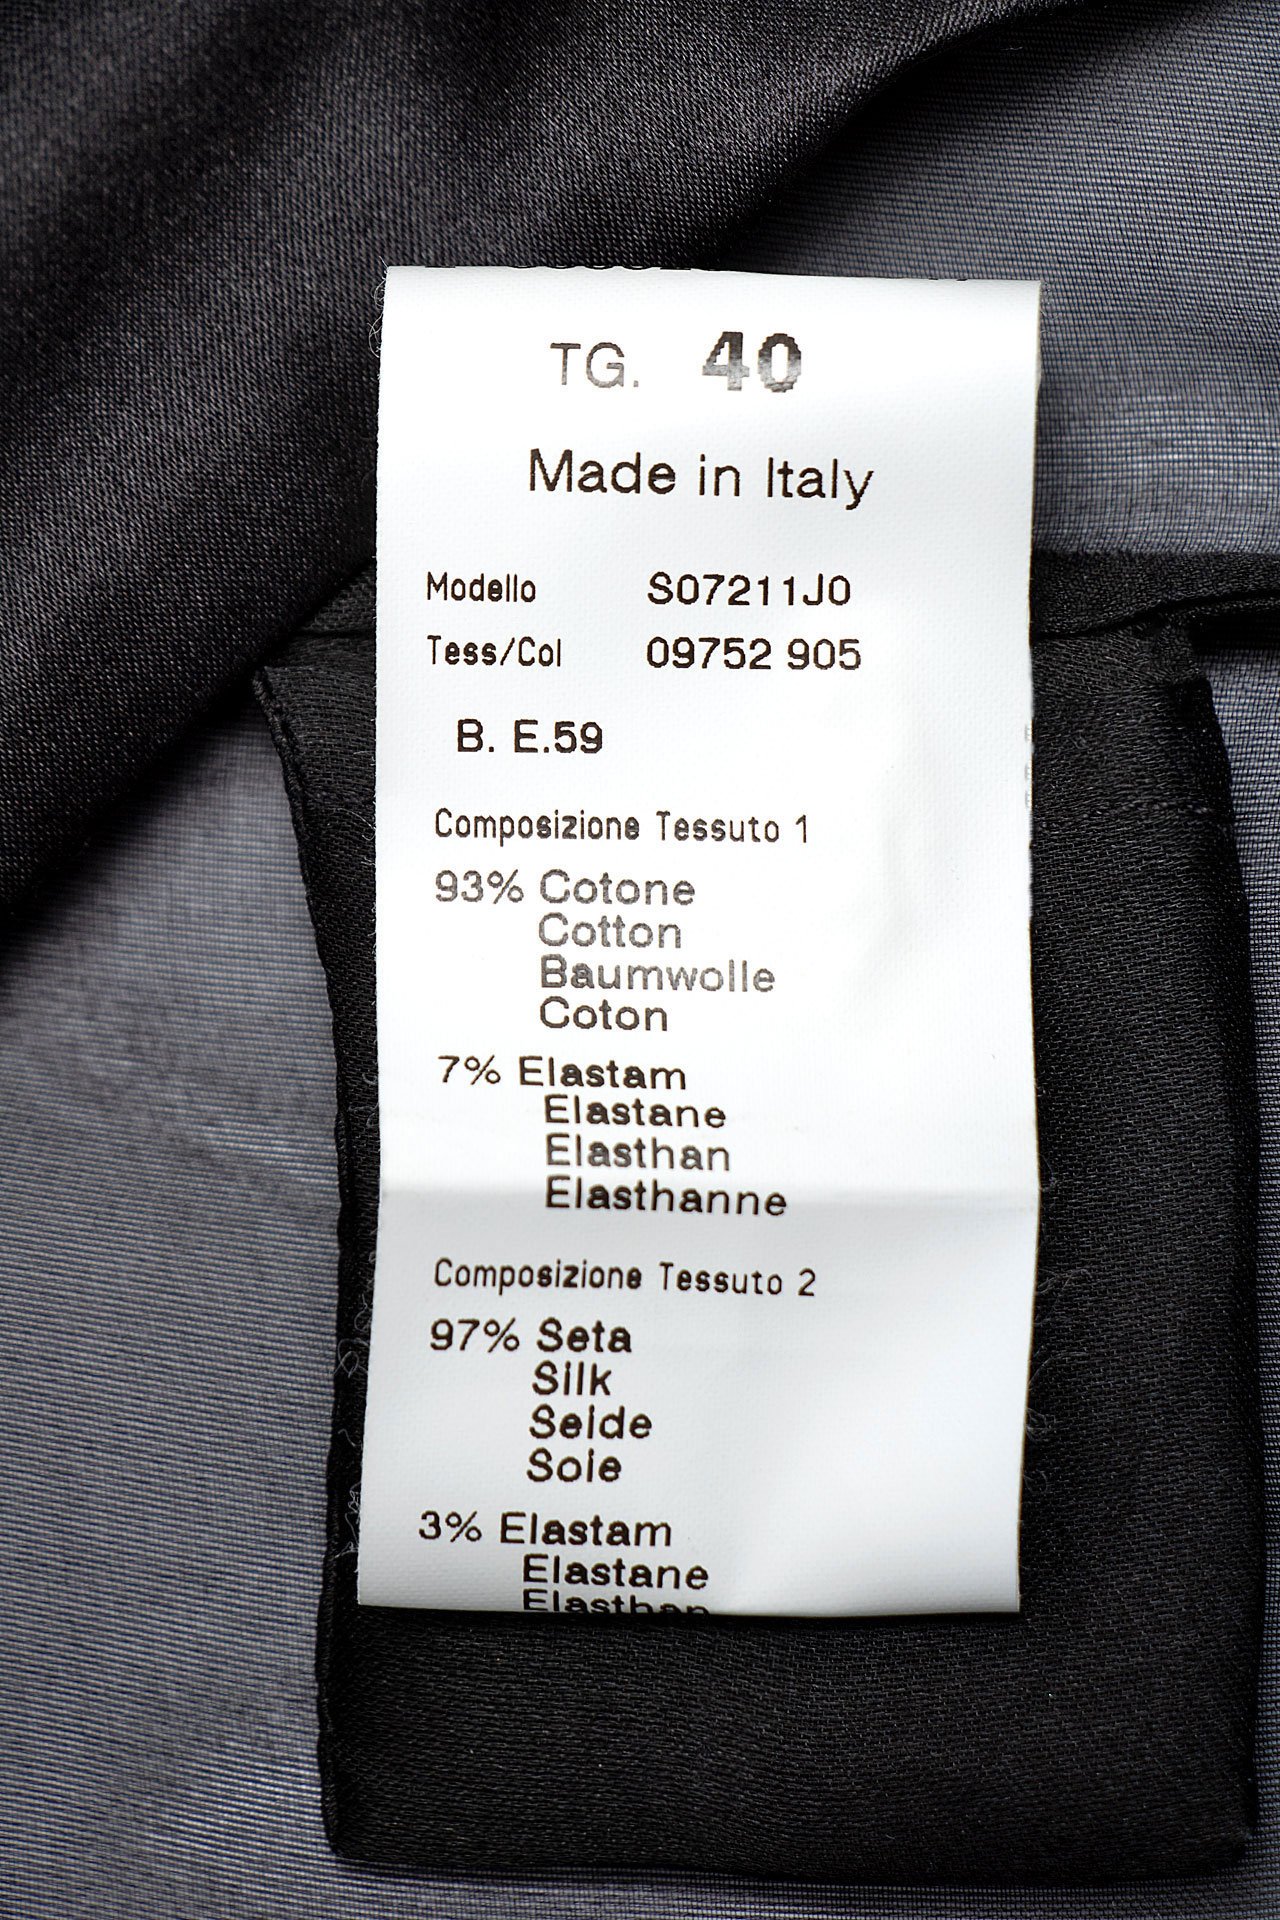 TG. 40
Made in Italy
Modello S07211J0
Tess/Col 09752 905
B. E.59
Composizione Tessuto 1
93% Cotone
Cotton
Baumwolle
Coton
7% Elastam
Elastane
Elasthan
Elasthanne
Composizione Tessuto 2
97% Seta
Silk
Seide
Soie
3% Elastam
Elastane
Elasthan